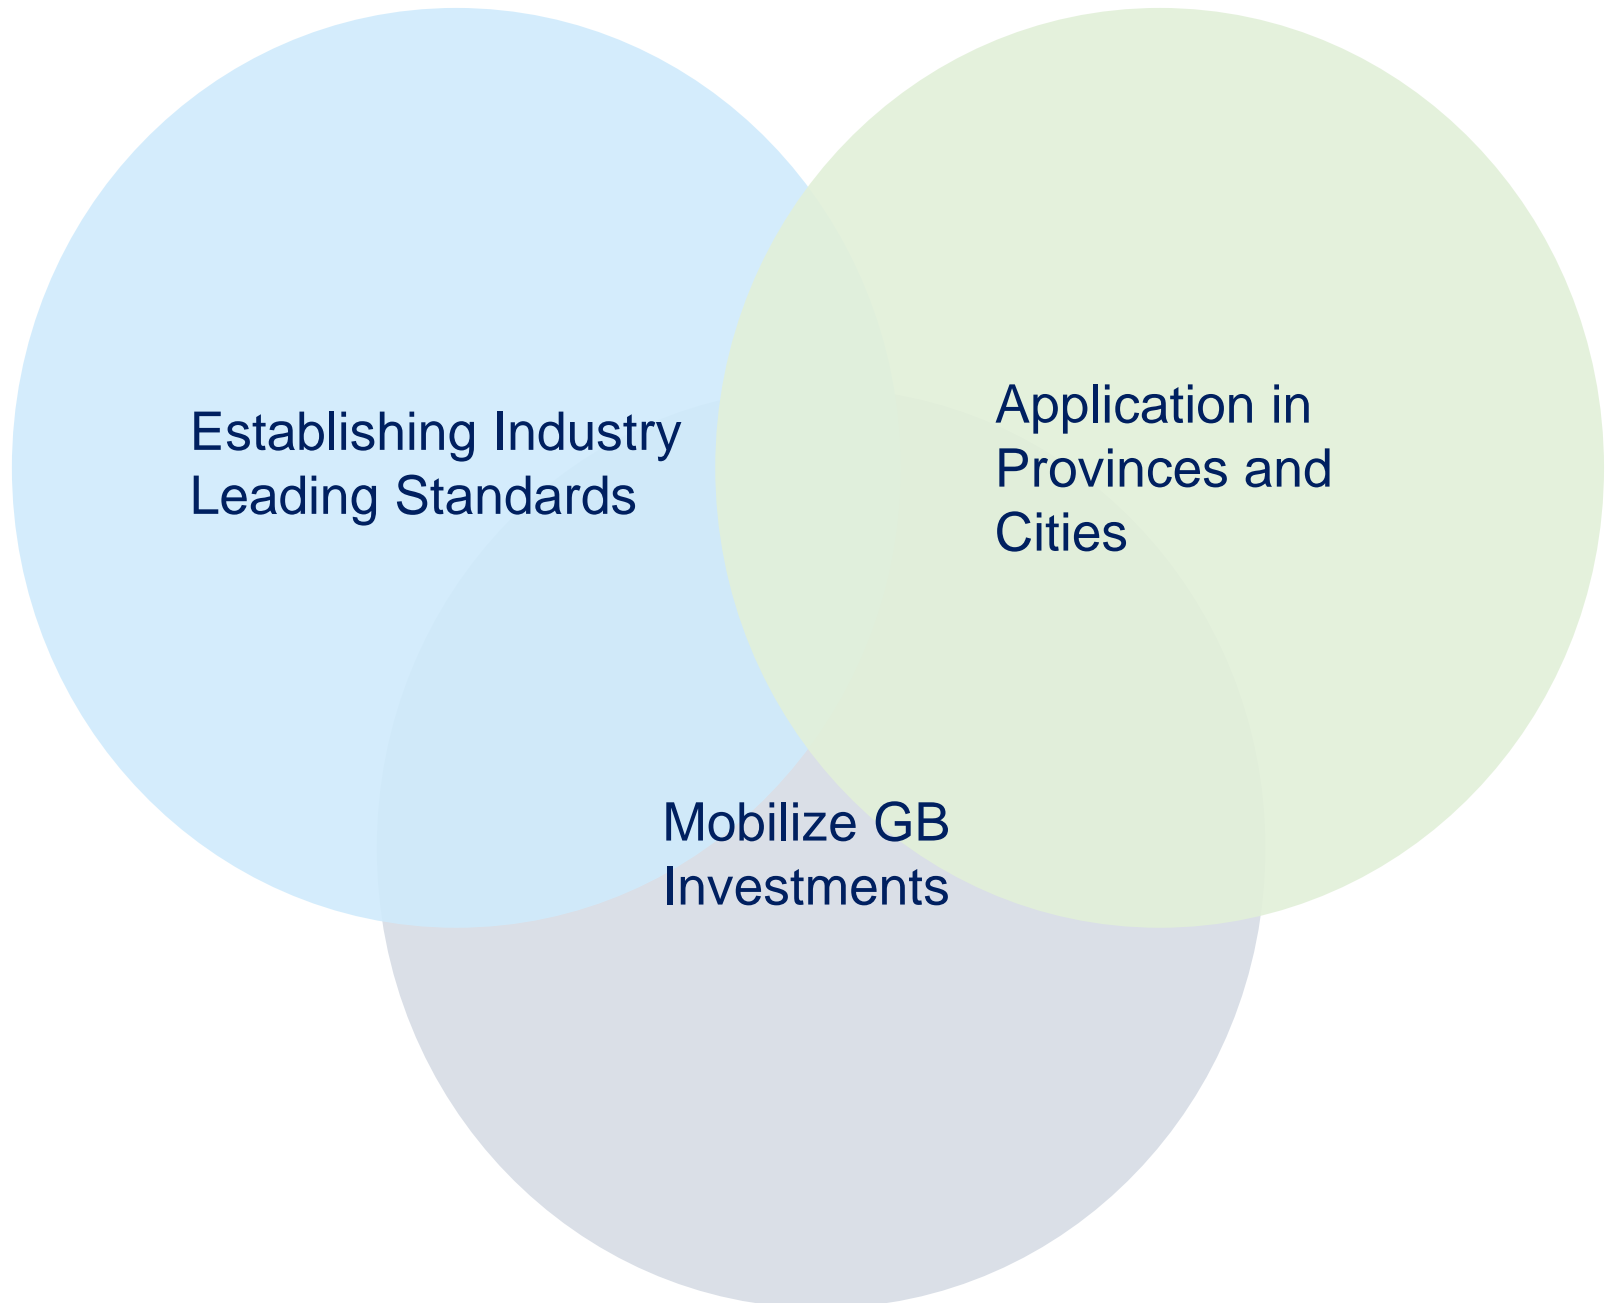 Establishing Industry
Leading Standards
Application in
Provinces and
Cities
Mobilize GB
Investments